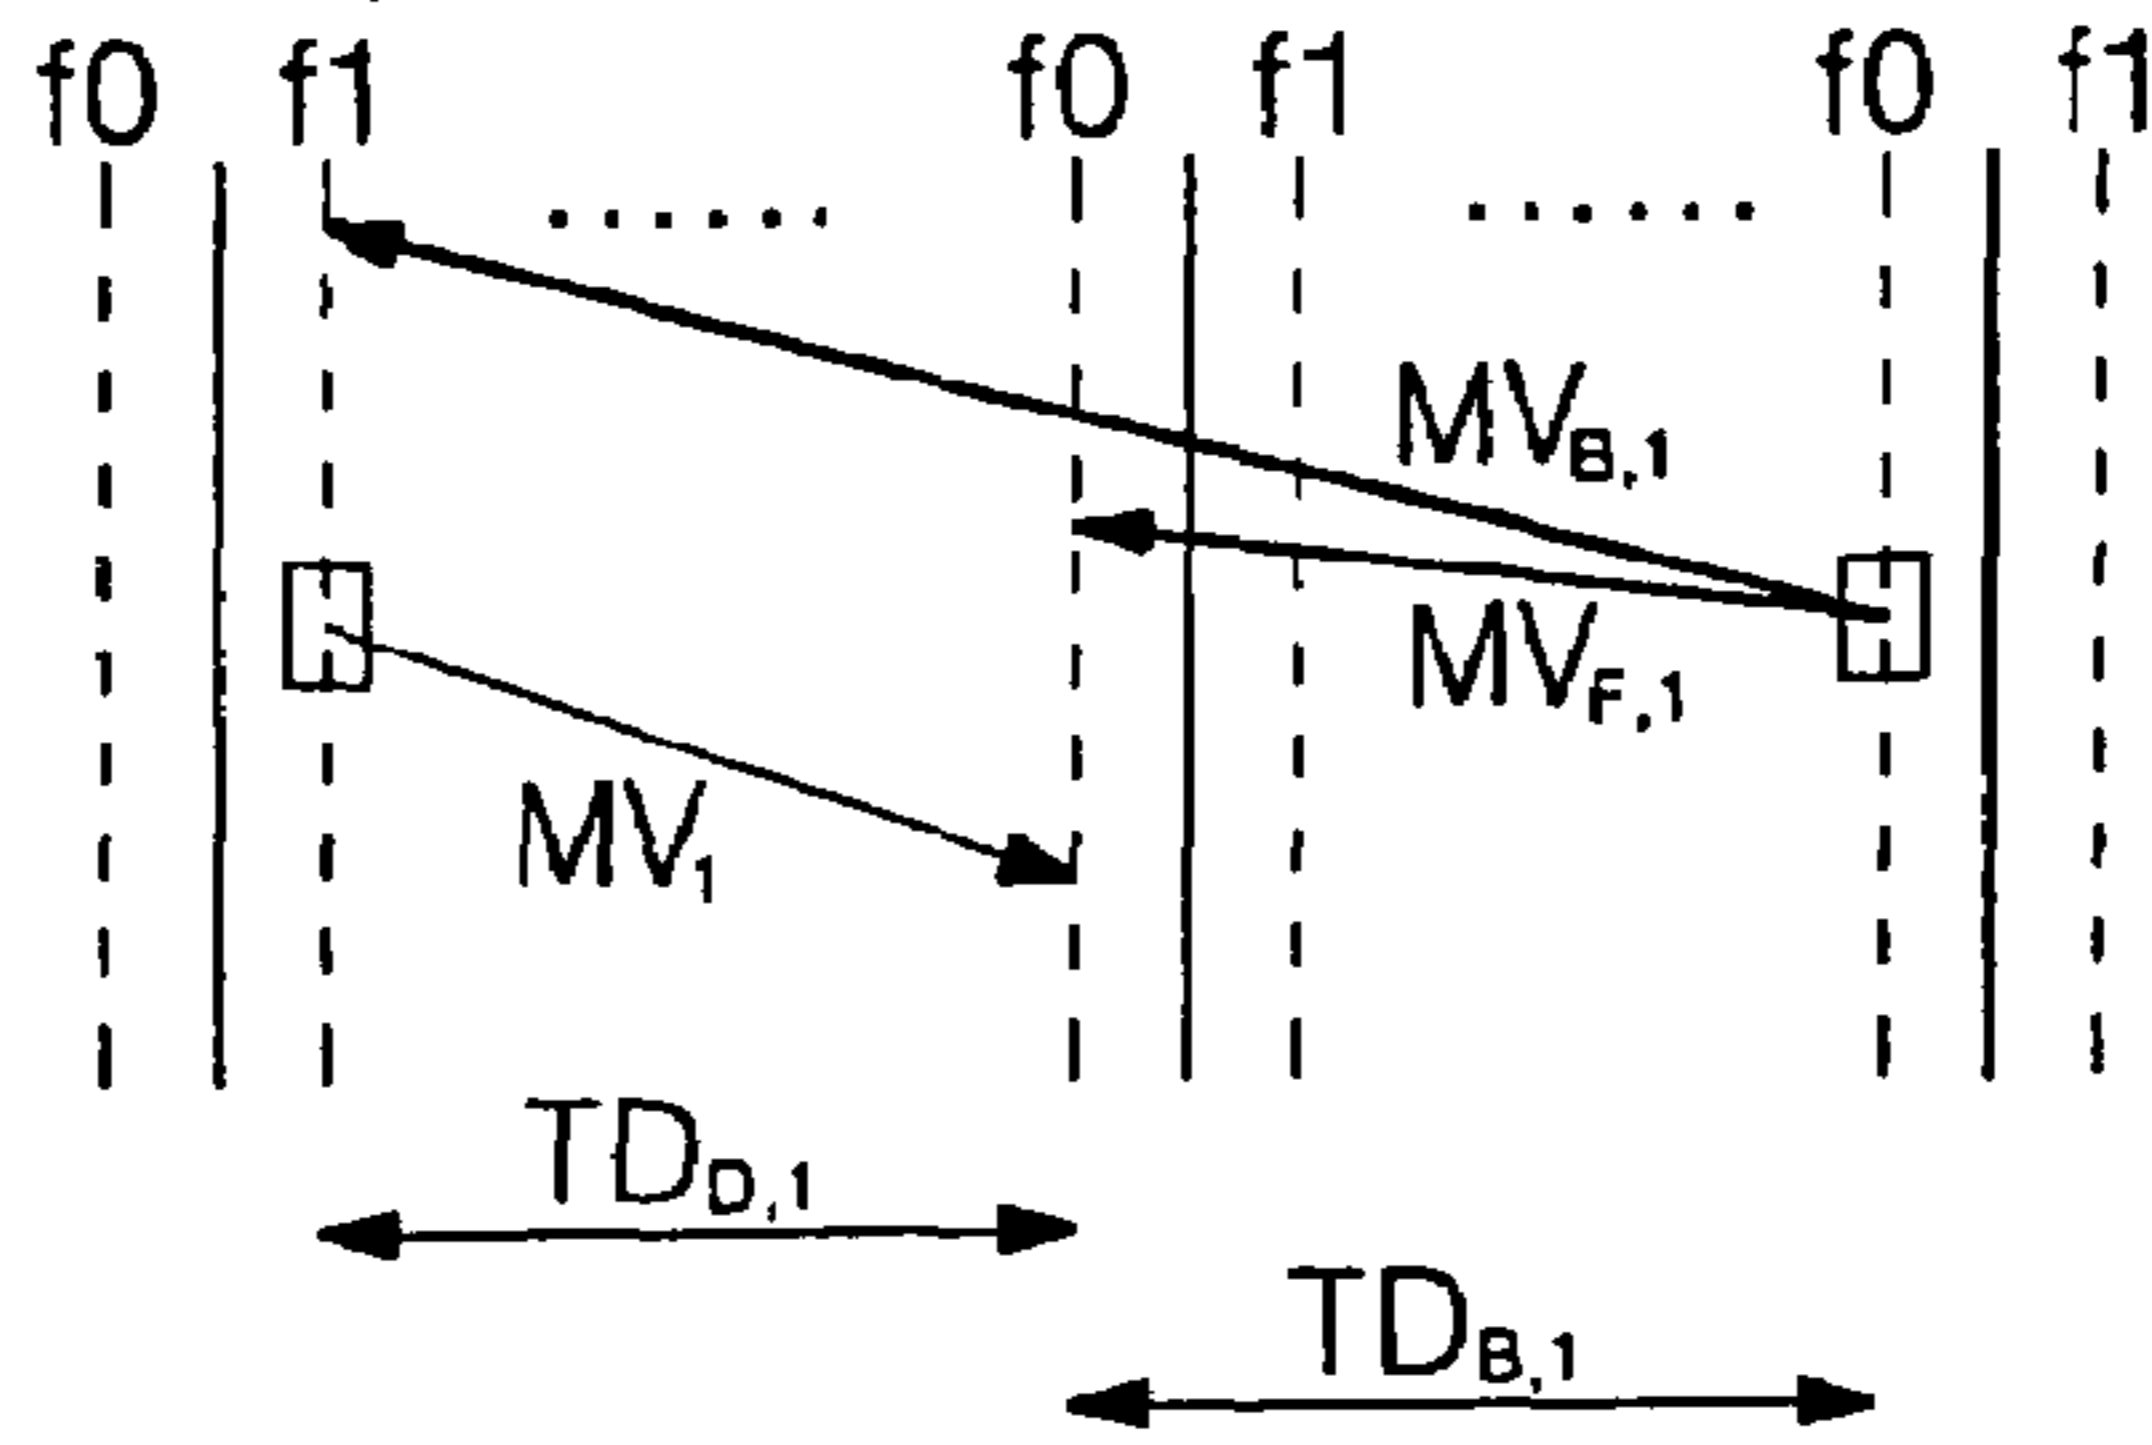 f0 f1 f0 f1 f0 f1
......  ......
MV_B,1
MV_F,1
MV_1
TD_D,1
TD_B,1